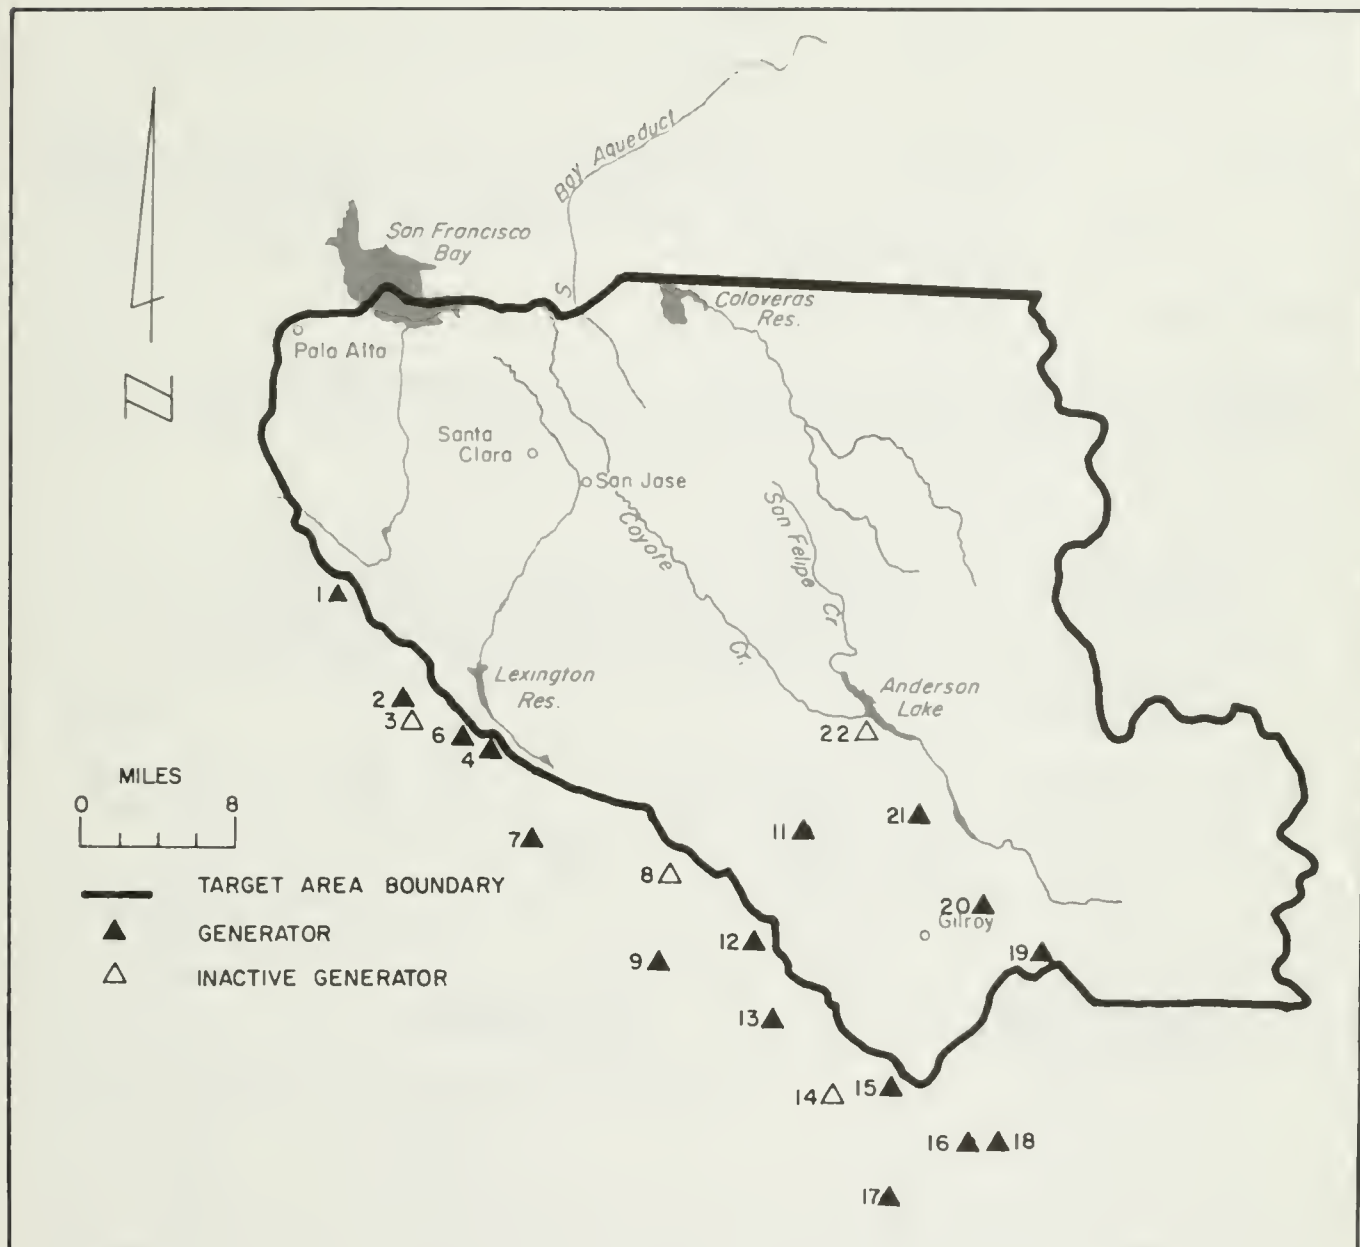 Bay Aqueduct
S
San Francisco
Bay
Calaveras
Res.
Palo Alto
Santa
Clara
San Jose
Coyote
Cr.
San Felipe
Cr
1
Lexington
Res.
Anderson
Lake
2
3
6
4
22
MILES
0 8
7
11
21
8
TARGET AREA BOUNDARY
20
Gilroy
GENERATOR
12
9
19
INACTIVE GENERATOR
13
14
15
16
18
17
N